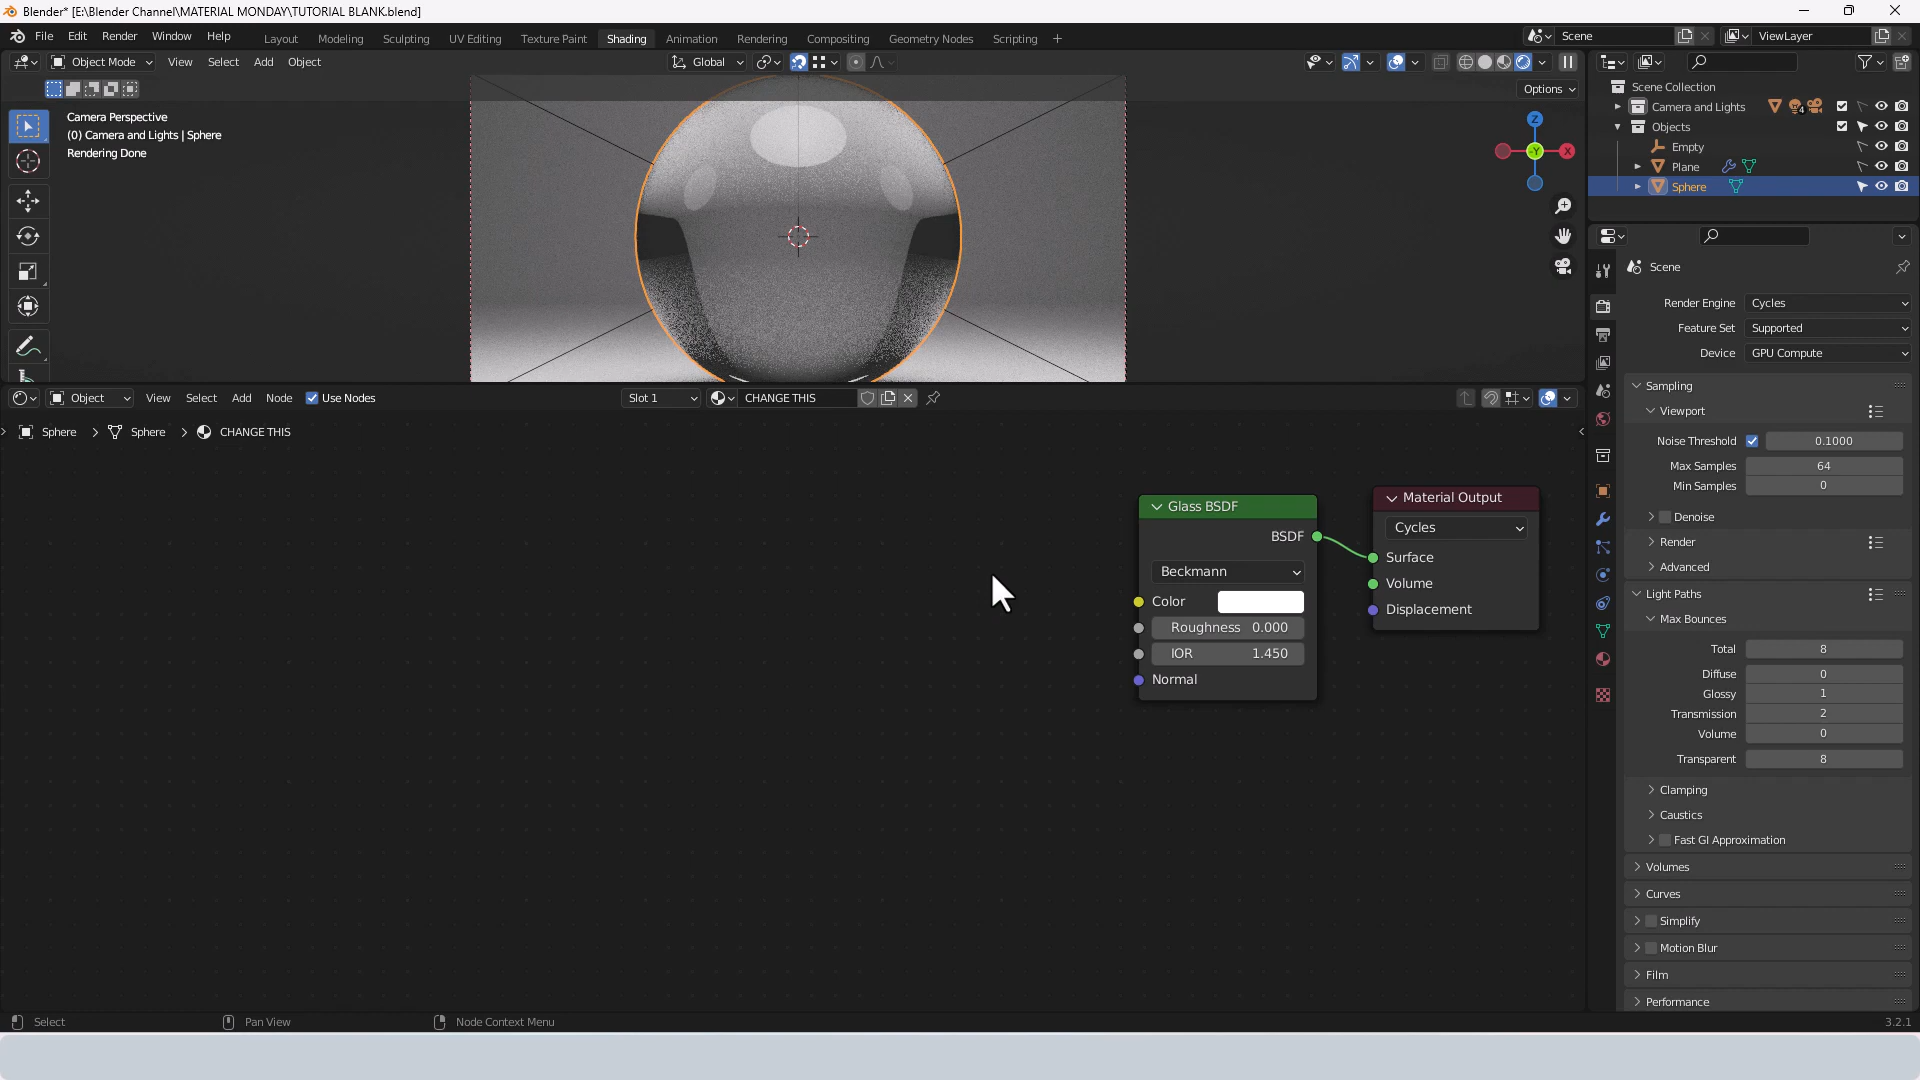 Blender* [E:\Blender Channel\MATERIAL MONDAY\TUTORIAL BLANK.blend]
File Edit Render Window Help Layout Modeling Sculpting UV Editing Texture Paint Shading Animation Rendering Compositing Geometry Nodes Scripting + Scene ViewLayer
Object Mode View Select Add Object Global
Options
Camera Perspective
(0) Camera and Lights | Sphere
Rendering Done
Z
-Y
X
Scene Collection
Camera and Lights 4
Objects
Empty
Plane
Sphere
Object View Select Add Node Use Nodes Slot 1 CHANGE THIS
Sphere > Sphere > CHANGE THIS
Glass BSDF
BSDF
Beckmann
Color
Roughness 0.000
IOR 1.450
Normal
Material Output
Cycles
Surface
Volume
Displacement
Scene
Render Engine Cycles
Feature Set Supported
Device GPU Compute
Sampling
Viewport
Noise Threshold 0.1000
Max Samples 64
Min Samples 0
Denoise
Render
Advanced
Light Paths
Max Bounces
Total 8
Diffuse 0
Glossy 1
Transmission 2
Volume 0
Transparent 8
Clamping
Caustics
Fast GI Approximation
Volumes
Curves
Simplify
Motion Blur
Film
Performance
Select Pan View Node Context Menu 3.2.1